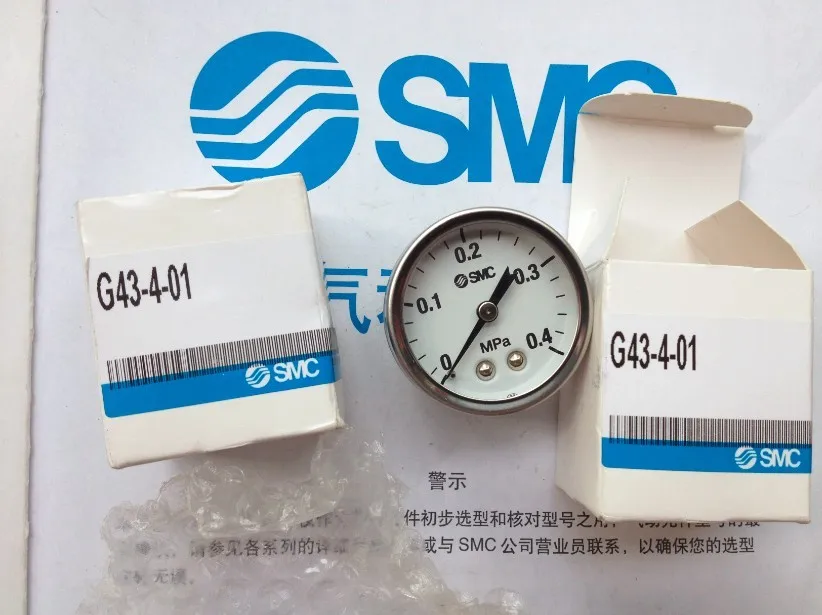 SMC
气
G43-4-01
SMC
0.2
SMC
0.3
0.1
MPa
0.4
0
G43-4-01
SMC
警示
件初步选型和核对型号之用
请参见各系列的详
或与 SMC 公司营业员联系，以确保您的选型
无误.